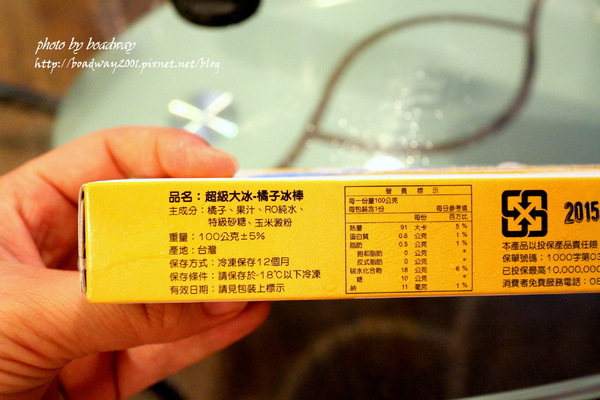 photo by boadway
http://boadway2001.pixnet.net/blog
品名：超級大冰-橘子冰棒
主成分：橘子、果汁、RO純水、
特級砂糖、玉米澱粉
重量：100公克±5%
產地：台灣
保存方式：冷凍保存12個月
保存條件：請保存於-18℃以下冷凍
有效日期：請見包裝上標示
營養標示
每一份量100公克
每包裝含1份
每份 每日參考值百分比
熱量 91 大卡 5%
蛋白質 0.6 公克 1%
脂肪 0.5 公克 1%
飽和脂肪 0 公克 *
反式脂肪 0 公克 *
碳水化合物 18 公克 6%
糖 10 公克 *
鈉 11 毫克 1%
2015
本產品以投保產品責任險
保單號碼：1000字第03
已投保最高10,000,000
消費者免費服務電話：08